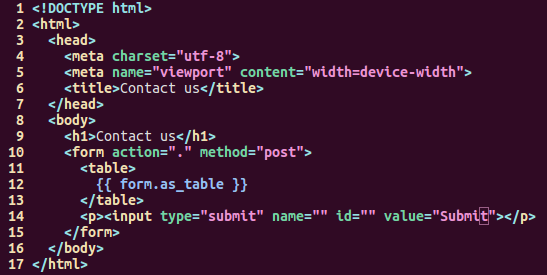 1 <!DOCTYPE html>
2 <html>
3   <head>
4     <meta charset="utf-8">
5     <meta name="viewport" content="width=device-width">
6     <title>Contact us</title>
7   </head>
8   <body>
9     <h1>Contact us</h1>
10     <form action="." method="post">
11       <table>
12         {{ form.as_table }}
13       </table>
14       <p><input type="submit" name="" id="" value="Submit"></p>
15     </form>
16   </body>
17 </html>